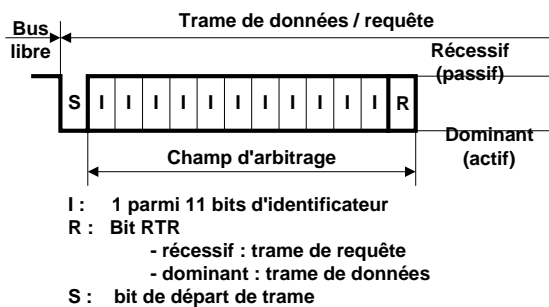 Bus libre
Trame de données / requête
Récessif (passif)
S I I I I I I I I I I I R
Dominant (actif)
Champ d'arbitrage
I : 1 parmi 11 bits d'identificateur
R : Bit RTR
- récessif : trame de requête
- dominant : trame de données
S : bit de départ de trame